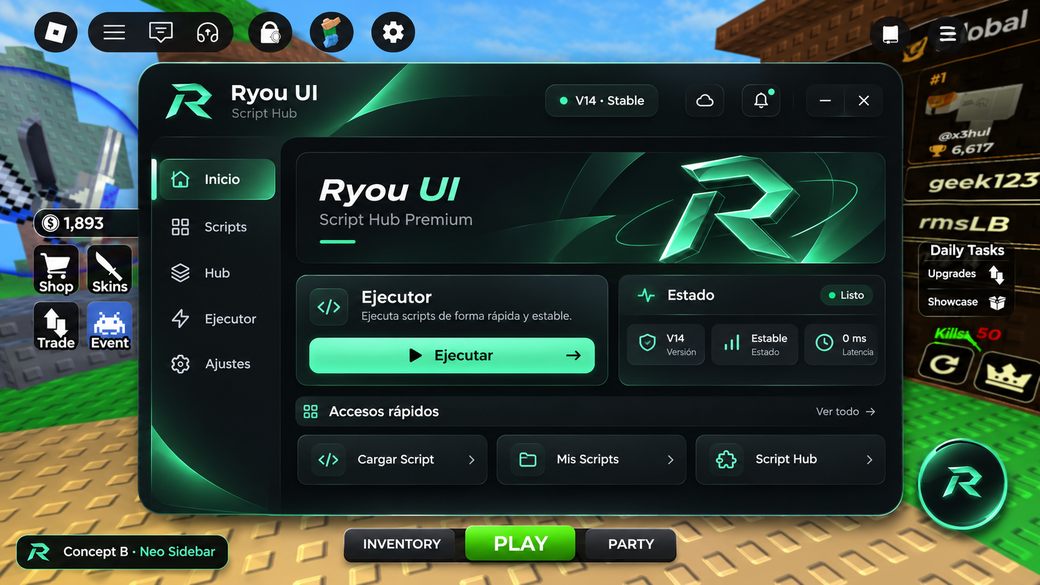 Ryou UI
Script Hub
V14 • Stable
Inicio
Scripts
Hub
Ejecutor
Ajustes
Ryou UI
Script Hub Premium
Ejecutor
Ejecuta scripts de forma rápida y estable.
Ejecutar
Estado
Listo
V14
Versión
Estable
Estado
0 ms
Latencia
Accesos rápidos
Ver todo
Cargar Script
Mis Scripts
Script Hub
1,893
Shop
Skins
Trade
Event
#1
@x3hul
6,617
geek123
rmsLB
Daily Tasks
Upgrades
Showcase
Kills 50
INVENTORY
PLAY
PARTY
Concept B • Neo Sidebar